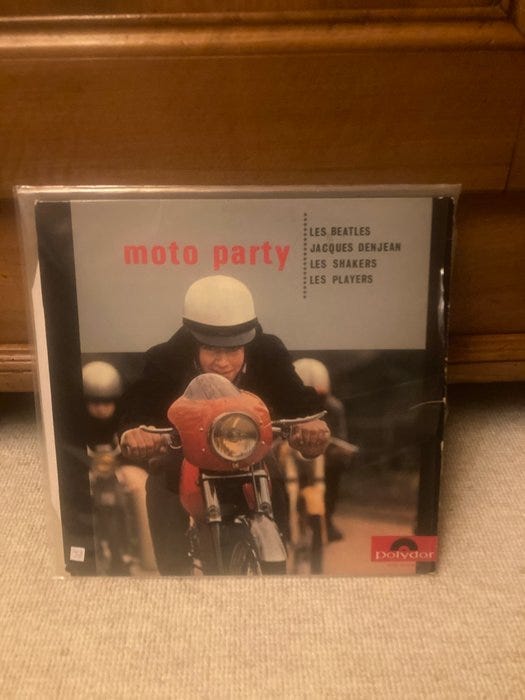 moto party
LES BEATLES
JACQUES DENJEAN
LES SHAKERS
LES PLAYERS
polydor